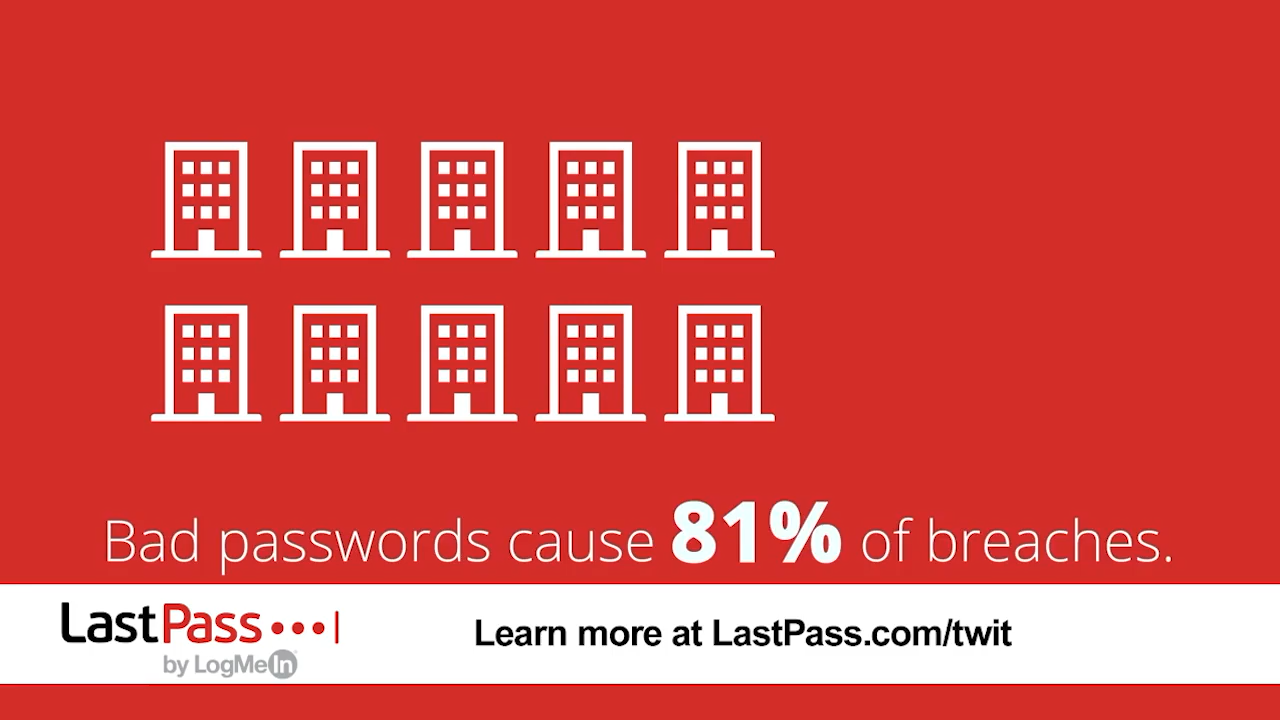 Bad passwords cause 81% of breaches.
LastPass
by LogMeIn
Learn more at LastPass.com/twit